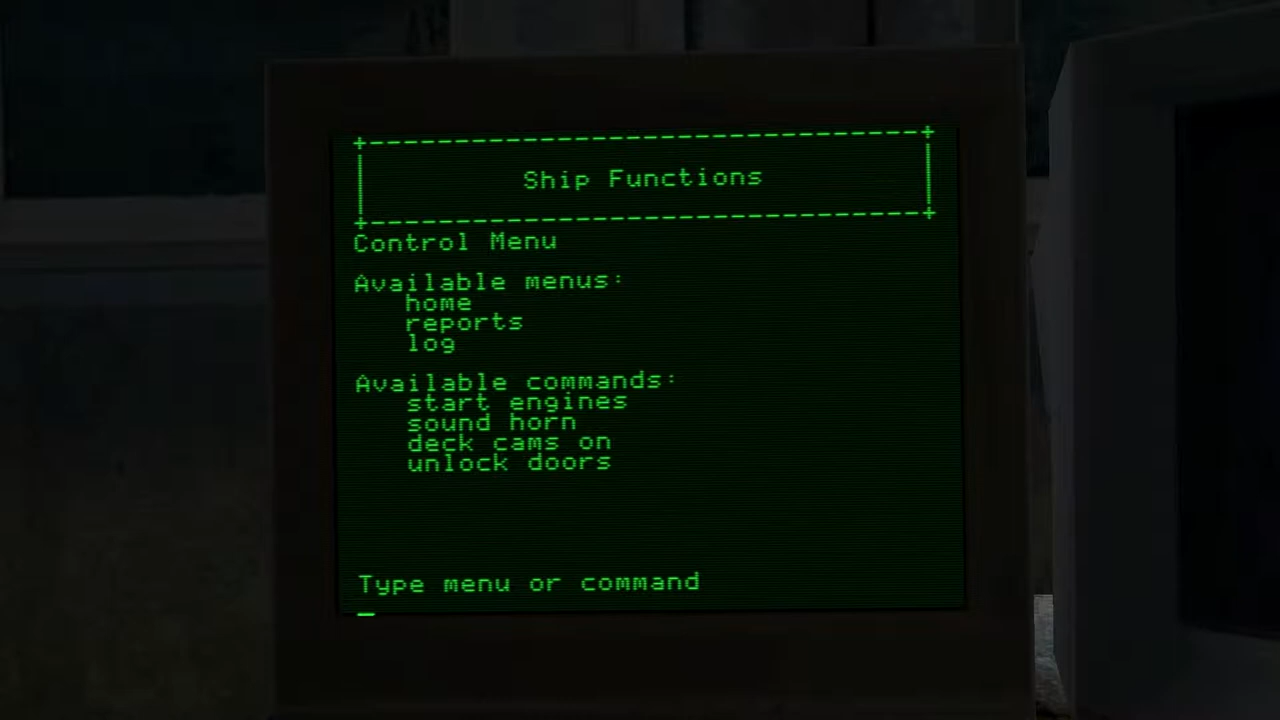 Ship Functions
Control Menu
Available menus:
home
reports
log
Available commands:
start engines
sound horn
deck cams on
unlock doors
Type menu or command